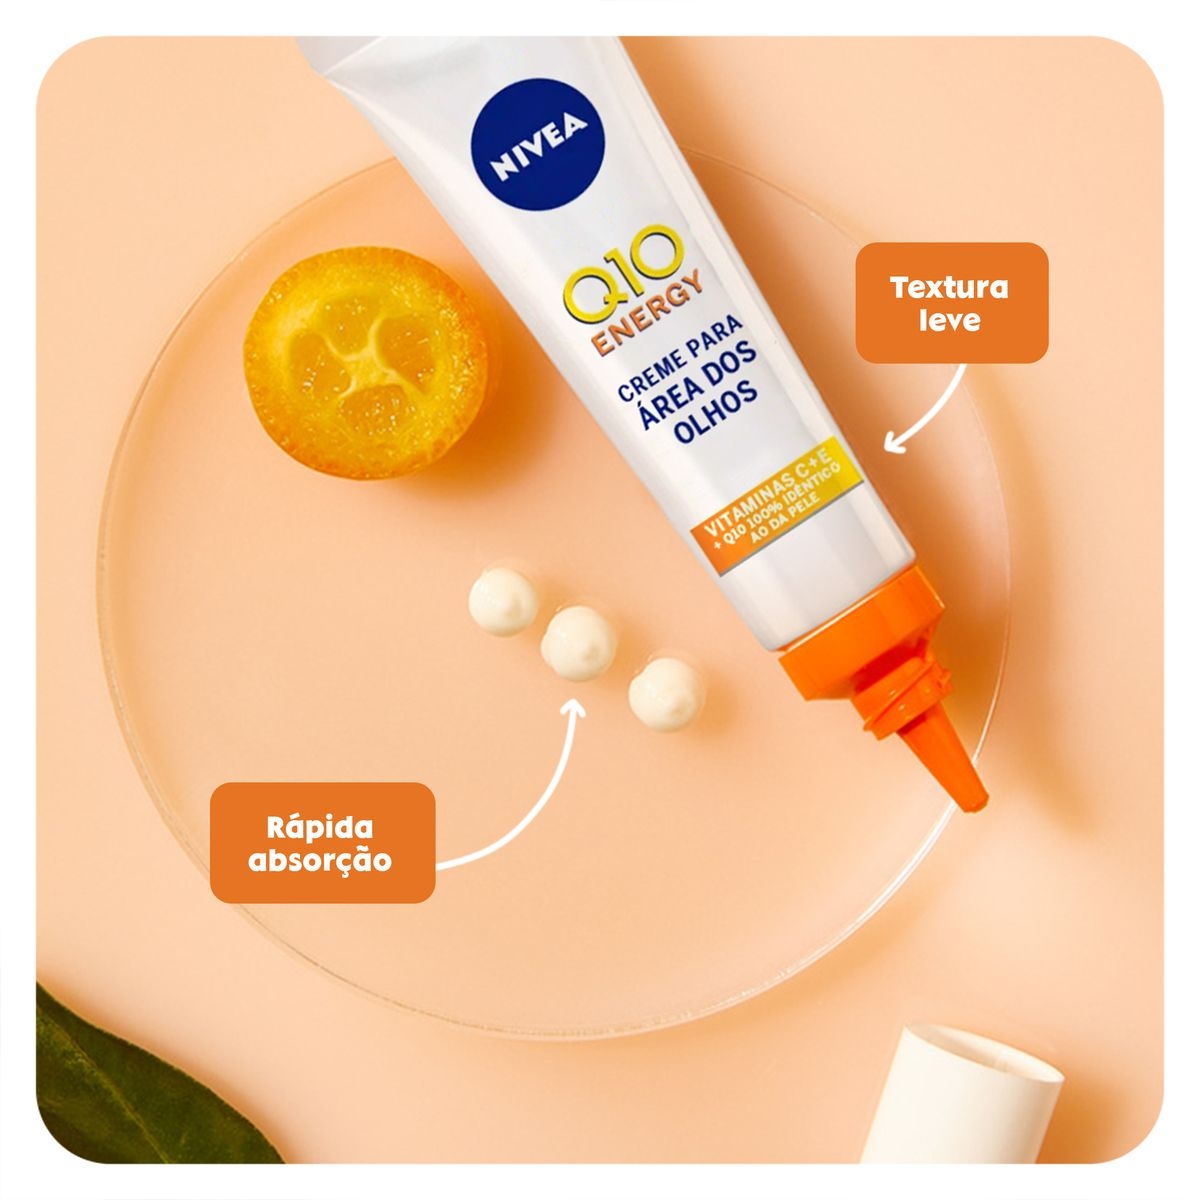 NIVEA
Q10
ENERGY
CREME PARA
ÁREA DOS
OLHOS
VITAMINAS C+E
+ Q10 100% IDÊNTICO
AO DA PELE
Textura
leve
Rápida
absorção